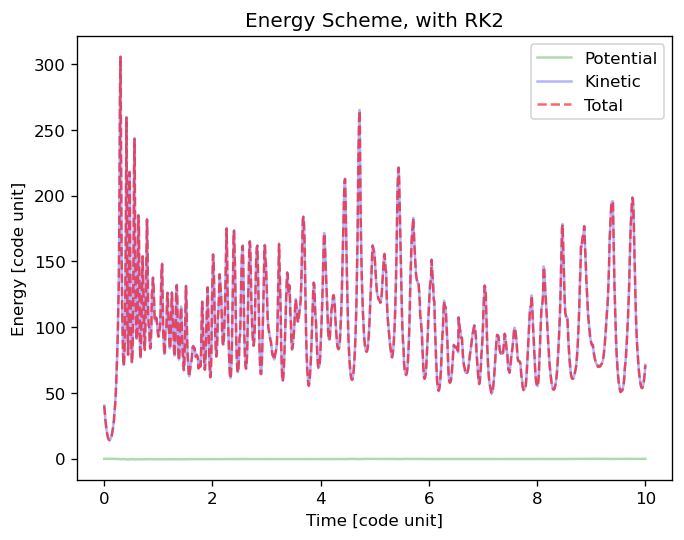 Energy Scheme, with RK2
Potential
Kinetic
Total
Energy [code unit]
300
250
200
150
100
50
0
0 2 4 6 8 10
Time [code unit]